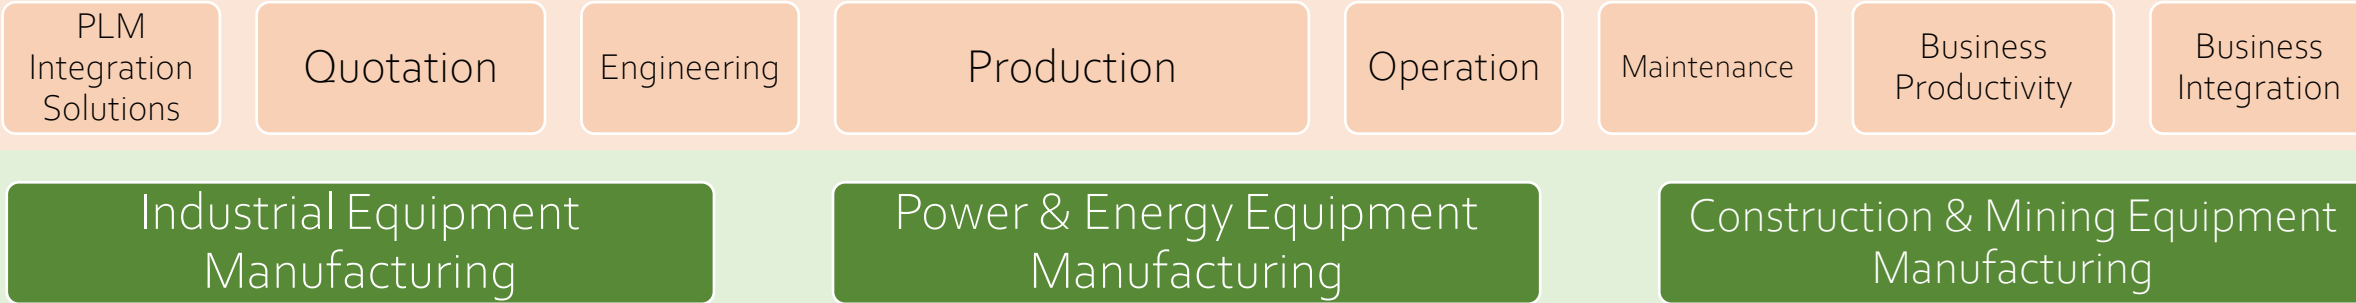 PLM
Integration
Solutions
Quotation
Engineering
Production
Operation
Maintenance
Business
Productivity
Business
Integration
Industrial Equipment
Manufacturing
Power & Energy Equipment
Manufacturing
Construction & Mining Equipment
Manufacturing